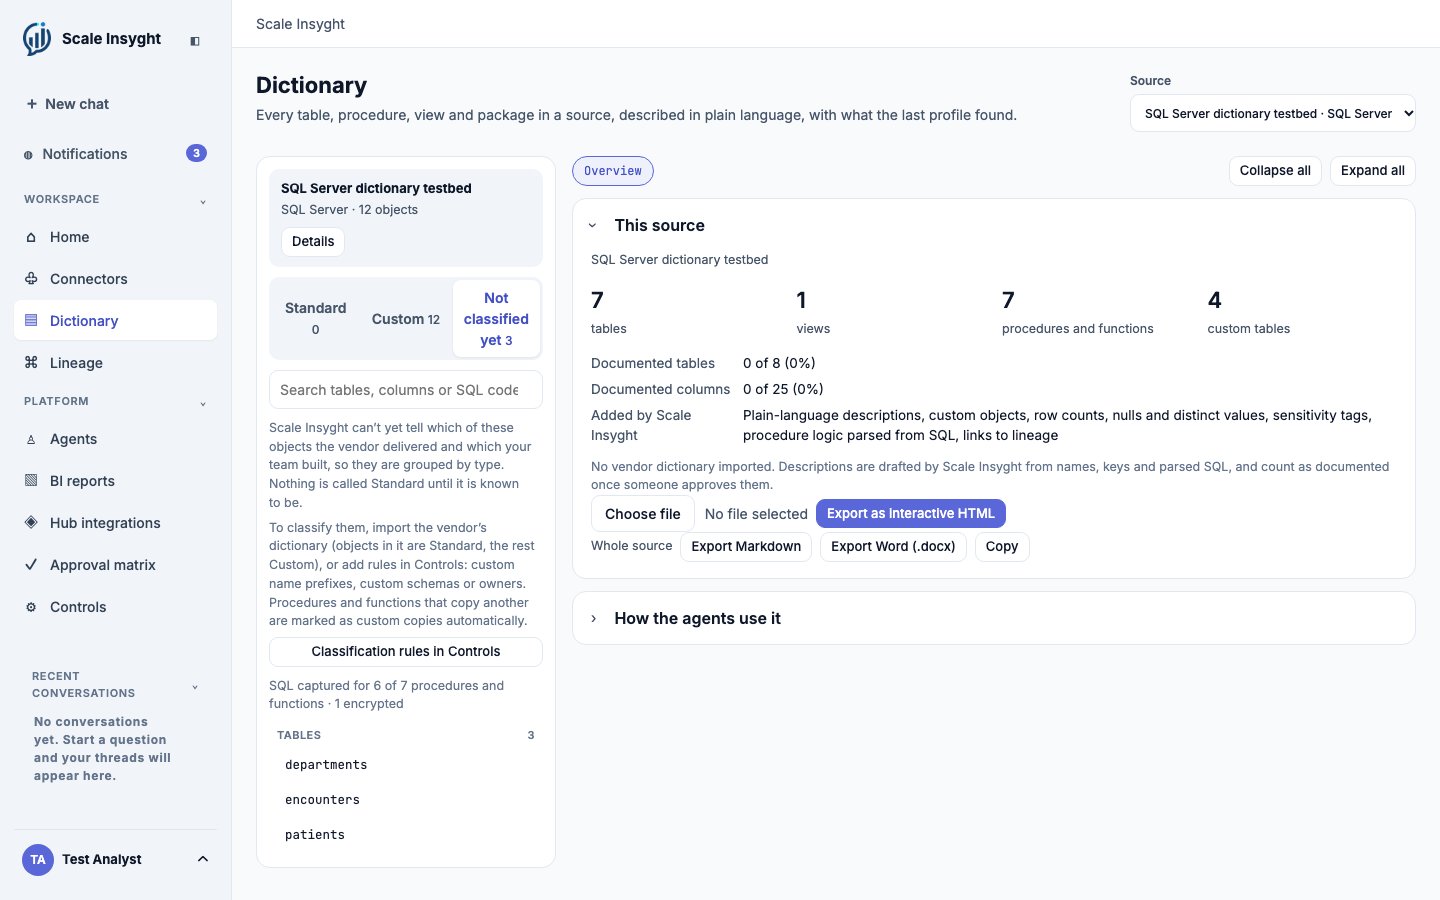 Scale Insyght
+ New chat
Notifications 3
WORKSPACE
Home
Connectors
Dictionary
Lineage
PLATFORM
Agents
BI reports
Hub integrations
Approval matrix
Controls
RECENT
CONVERSATIONS
No conversations
yet. Start a question
and your threads will
appear here.
TA Test Analyst
Scale Insyght
Dictionary
Every table, procedure, view and package in a source, described in plain language, with what the last profile found.
Source
SQL Server dictionary testbed · SQL Server
SQL Server dictionary testbed
SQL Server · 12 objects
Details
Standard
0
Custom 12
Not
classified
yet 3
Search tables, columns or SQL code
Scale Insyght can’t yet tell which of these
objects the vendor delivered and which your
team built, so they are grouped by type.
Nothing is called Standard until it is known
to be.
To classify them, import the vendor’s
dictionary (objects in it are Standard, the rest
Custom), or add rules in Controls: custom
name prefixes, custom schemas or owners.
Procedures and functions that copy another
are marked as custom copies automatically.
Classification rules in Controls
SQL captured for 6 of 7 procedures and
functions · 1 encrypted
TABLES 3
departments
encounters
patients
Overview
Collapse all
Expand all
This source
SQL Server dictionary testbed
7
tables
1
views
7
procedures and functions
4
custom tables
Documented tables 0 of 8 (0%)
Documented columns 0 of 25 (0%)
Added by Scale
Insyght
Plain-language descriptions, custom objects, row counts, nulls and distinct values, sensitivity tags,
procedure logic parsed from SQL, links to lineage
No vendor dictionary imported. Descriptions are drafted by Scale Insyght from names, keys and parsed SQL, and count as documented
once someone approves them.
Choose file No file selected Export as interactive HTML
Whole source Export Markdown Export Word (.docx) Copy
How the agents use it